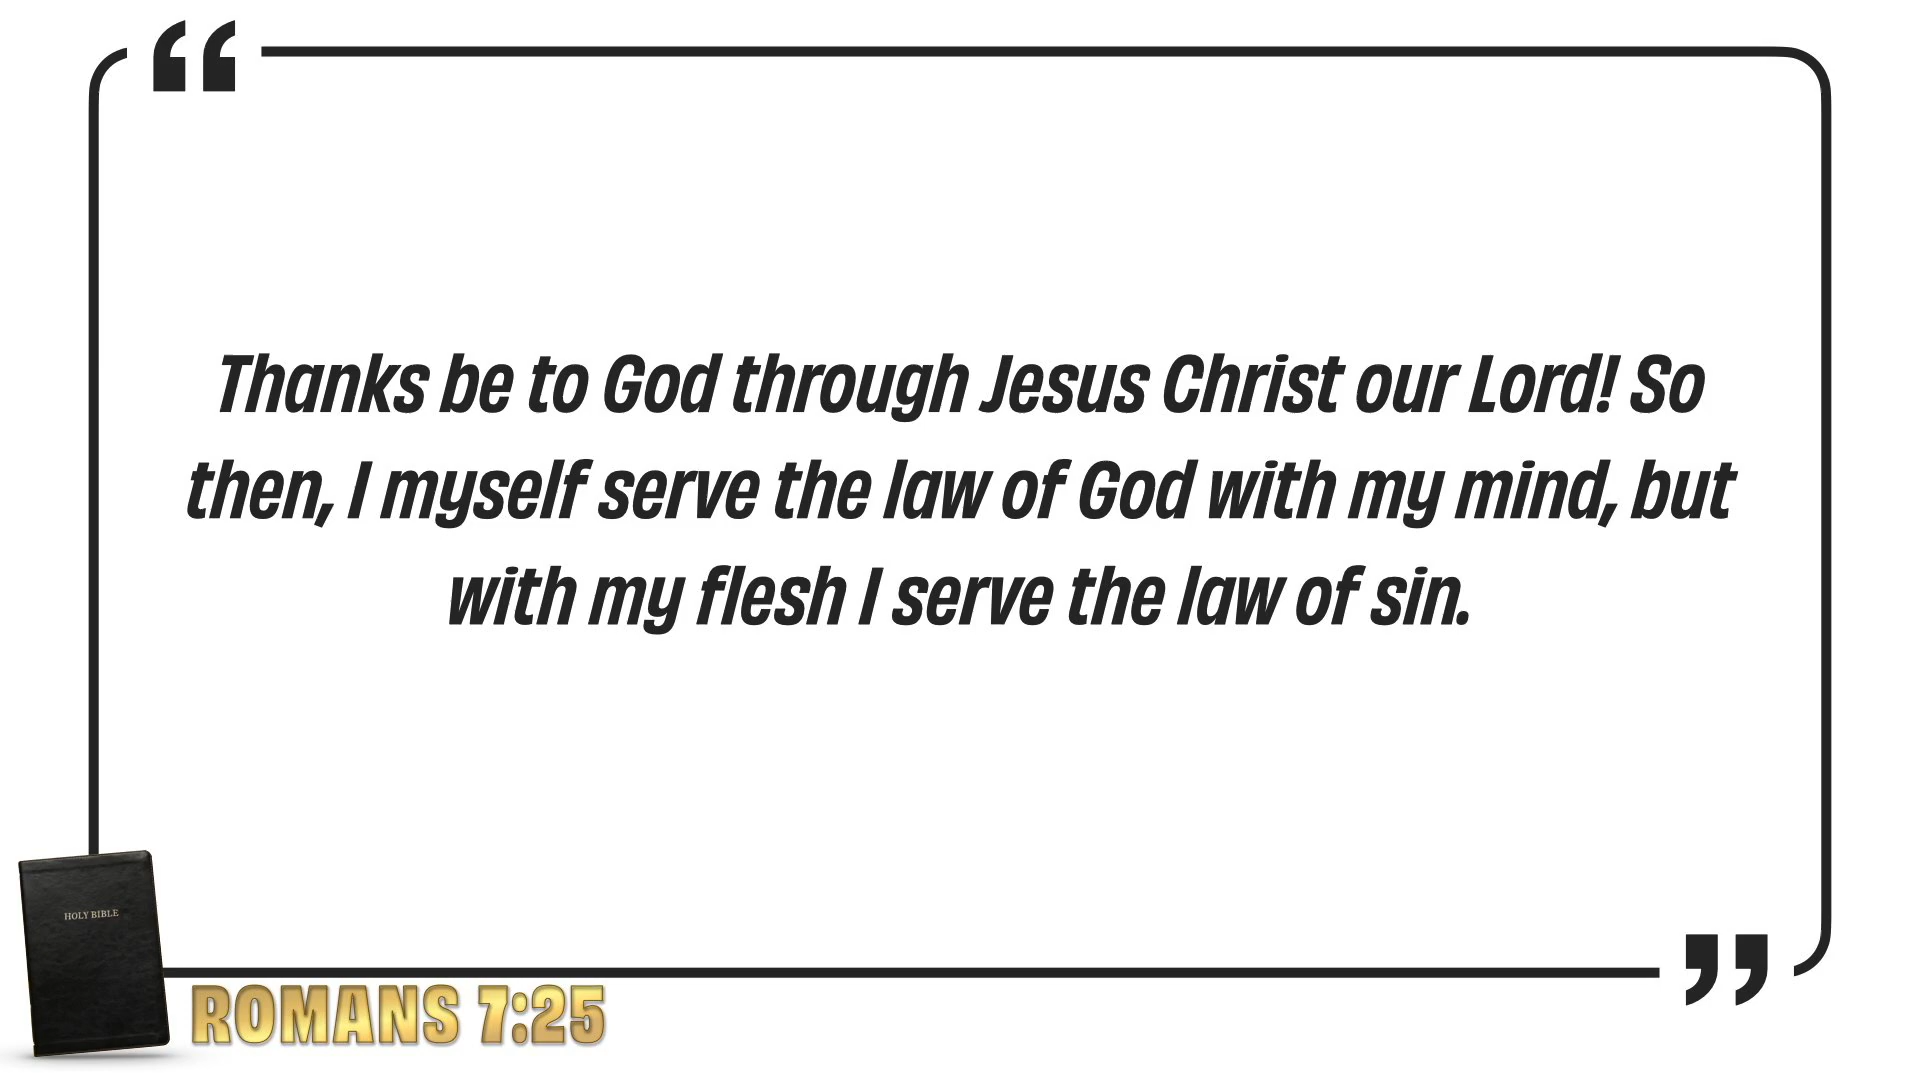 “
Thanks be to God through Jesus Christ our Lord! So
then, I myself serve the law of God with my mind, but
with my flesh I serve the law of sin.
”
HOLY BIBLE
ROMANS 7:25